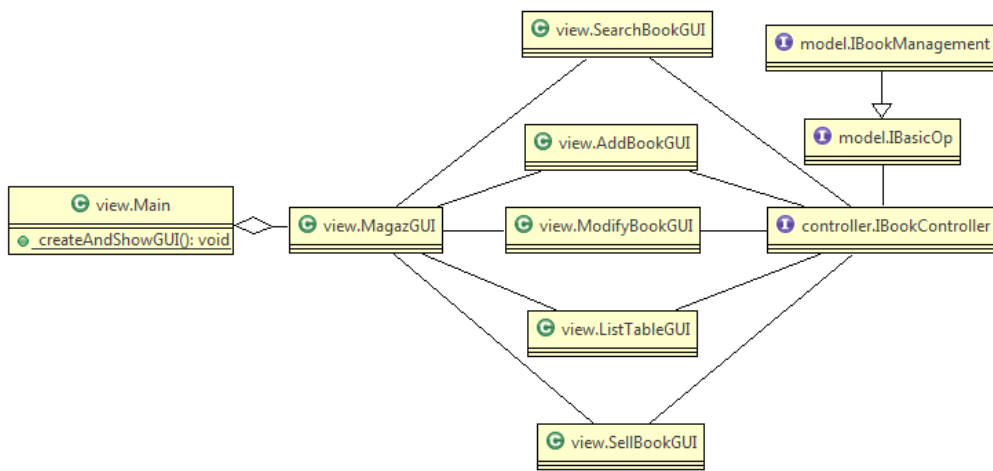 C view.SearchBookGUI
I model.IBookManagement
C view.AddBookGUI
I model.IBasicOp
C view.Main
createAndShowGUI(): void
C view.MagazGUI
C view.ModifyBookGUI
I controller.IBookController
C view.ListTableGUI
C view.SellBookGUI